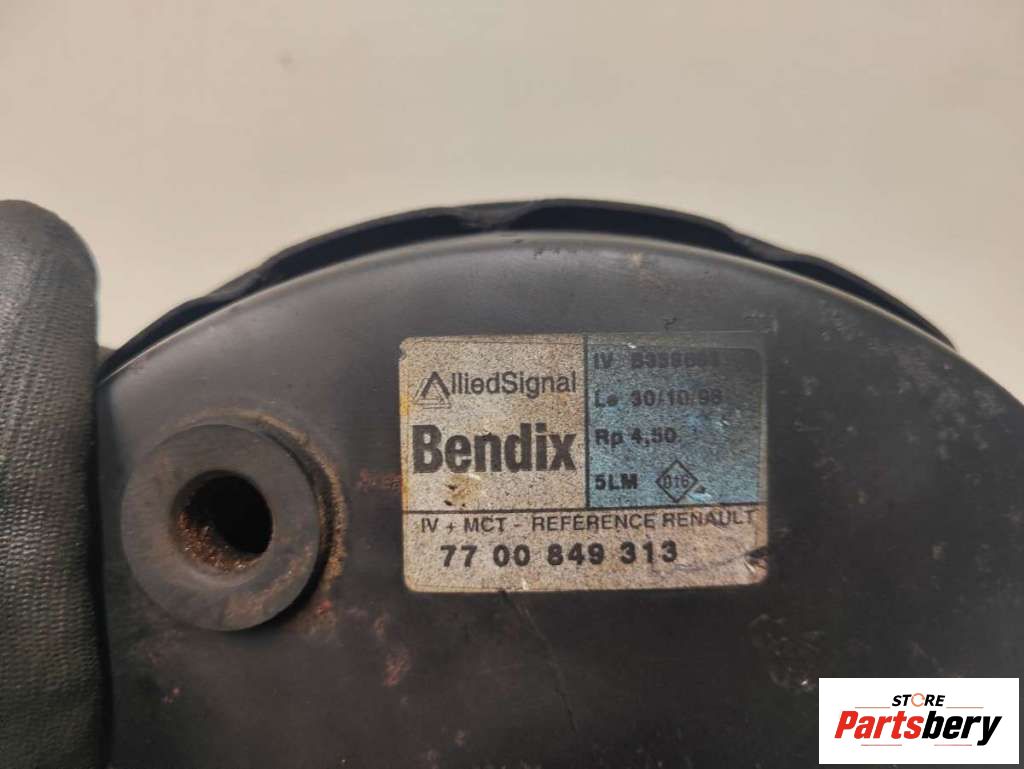 AlliedSignal
Bendix
IV
Le 30/10/98
Rp 4,50
5LM
IV + MCT - REFERENCE RENAULT
77 00 849 313
STORE
Partsbery